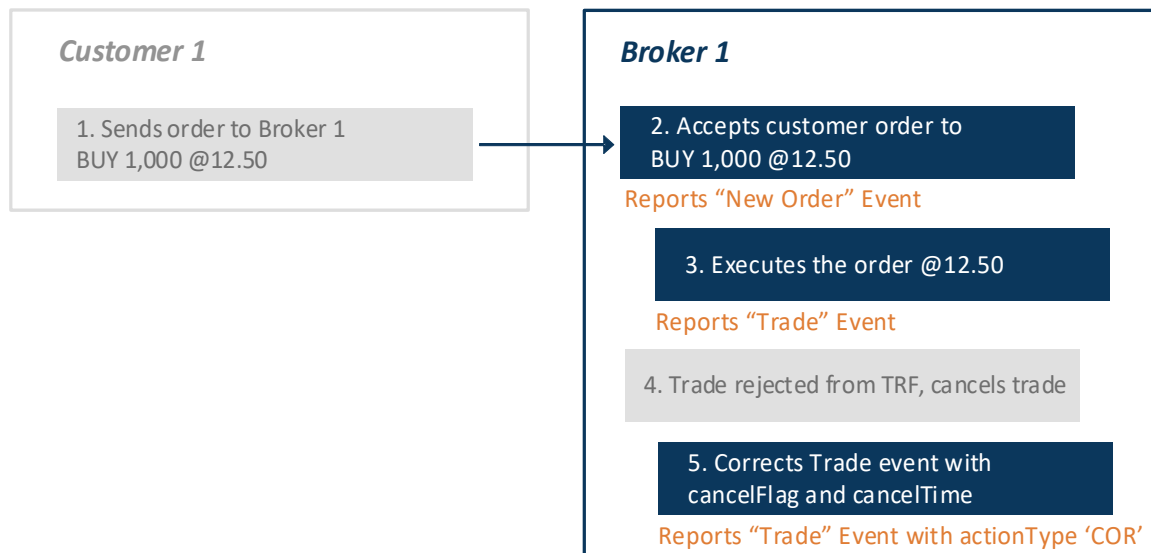 Customer 1
1. Sends order to Broker 1
BUY 1,000 @12.50
Broker 1
2. Accepts customer order to
BUY 1,000 @12.50
Reports “New Order” Event
3. Executes the order @12.50
Reports “Trade” Event
4. Trade rejected from TRF, cancels trade
5. Corrects Trade event with
cancelFlag and cancelTime
Reports “Trade” Event with actionType ‘COR’